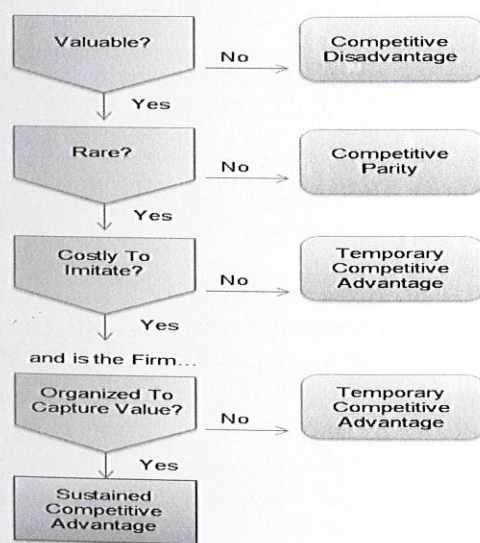 Valuable?
No
Competitive
Disadvantage
Yes
Rare?
No
Competitive
Parity
Yes
Costly To
Imitate?
No
Temporary
Competitive
Advantage
Yes
and is the Firm...
Organized To
Capture Value?
No
Temporary
Competitive
Advantage
Yes
Sustained
Competitive
Advantage